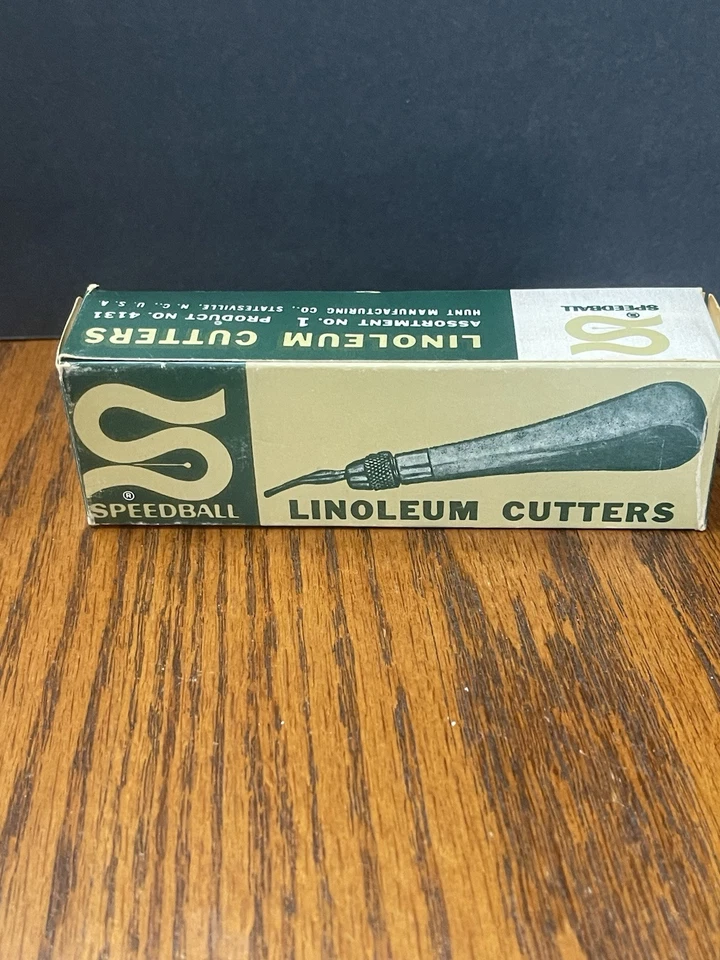 LINOLEUM CUTTERS
ASSORTMENT NO. 1 PRODUCT NO. 4131
HUNT MANUFACTURING CO., STATESVILLE, N. C., U. S. A.
®
SPEEDBALL
®
SPEEDBALL
LINOLEUM CUTTERS